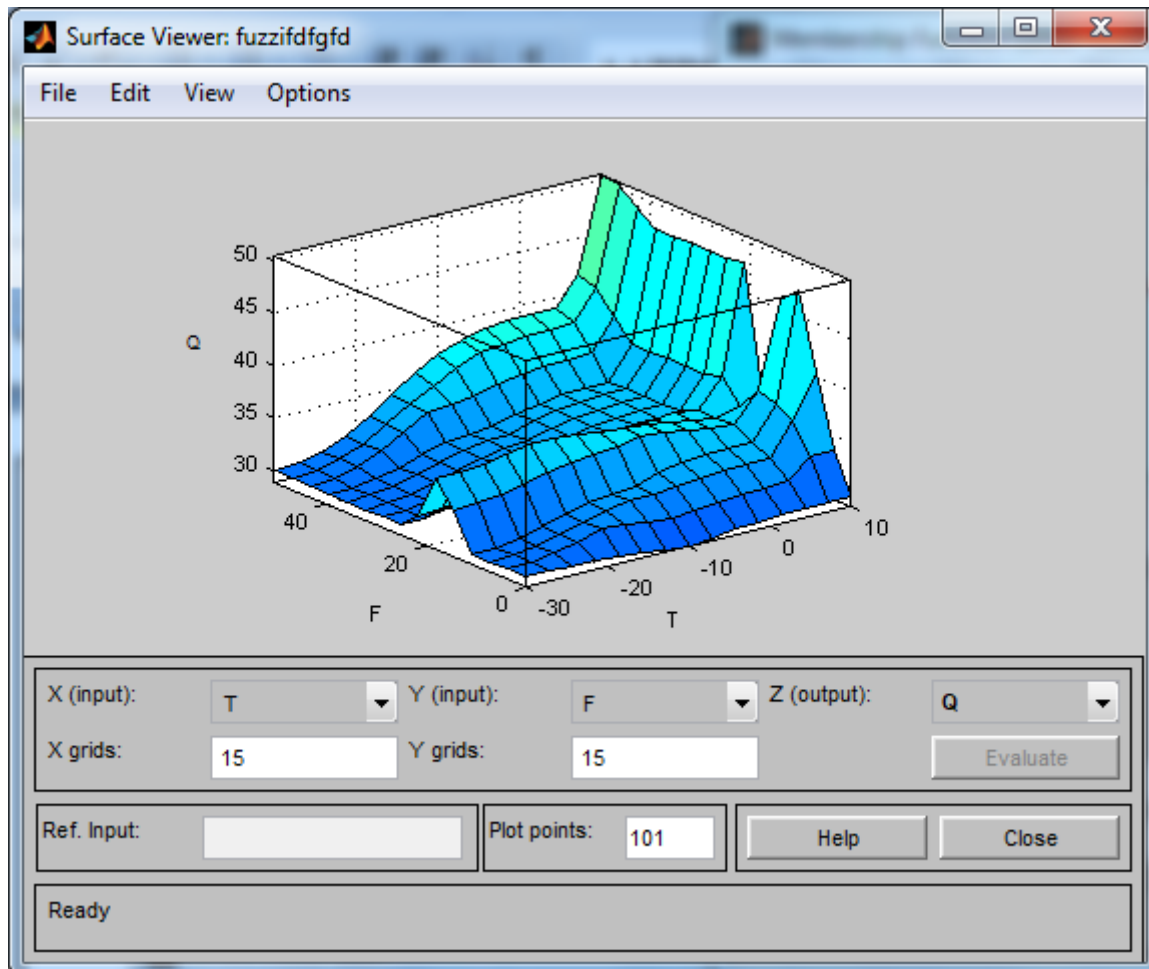 Surface Viewer: fuzzifdfgfd
File Edit View Options
50
45
Q
40
35
30
40
20
F
0
-30
-20
T
-10
0
10
X (input):
T
Y (input):
F
Z (output):
Q
X grids:
15
Y grids:
15
Evaluate
Ref. Input:
Plot points:
101
Help
Close
Ready